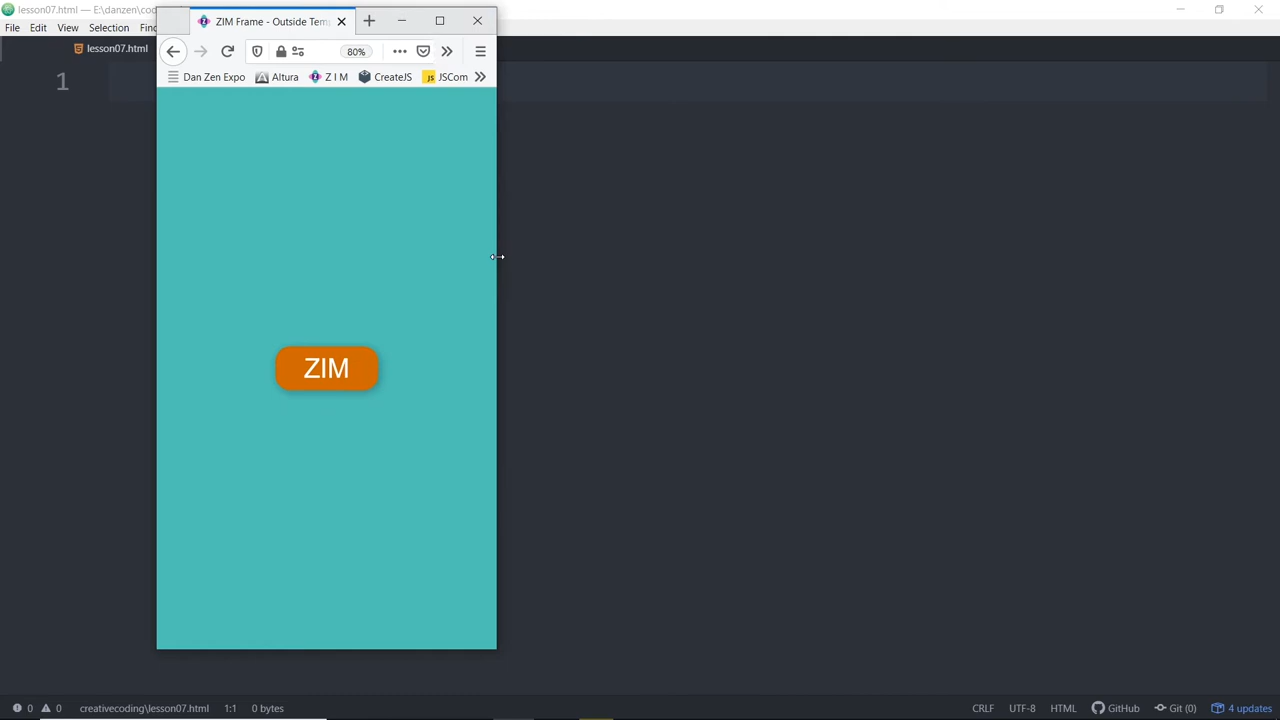 lesson07.html — E:\danzen\cod
ZIM Frame - Outside Tem
File Edit View Selection Fin
lesson07.html
80%
Dan Zen Expo Altura Z I M CreateJS JS JSCom
1
ZIM
0 0 creativecoding\lesson07.html 1:1 0 bytes CRLF UTF-8 HTML GitHub Git (0) 4 updates